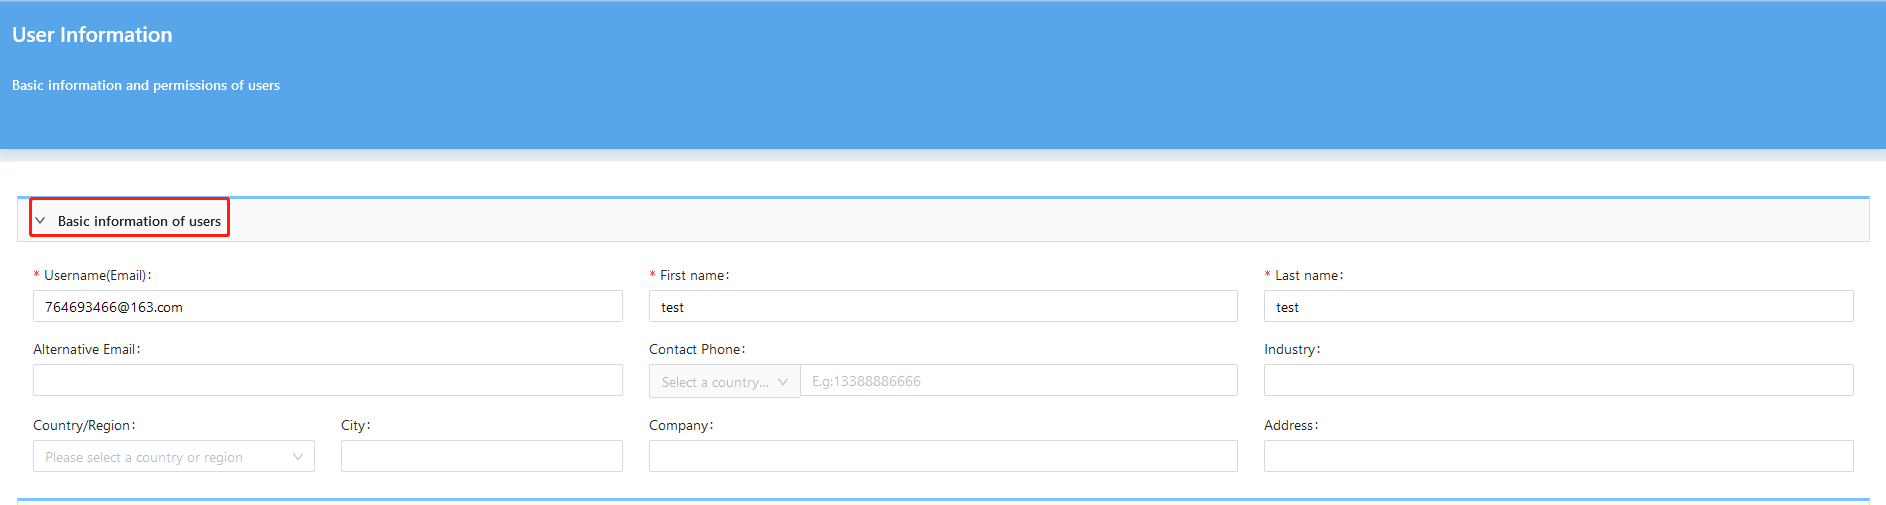 User Information
Basic information and permissions of users
Basic information of users
* Username(Email):
* First name:
* Last name:
764693466@163.com
test
test
Alternative Email:
Contact Phone:
Industry:
Select a country...
E.g:13388886666
Country/Region:
City:
Company:
Address:
Please select a country or region